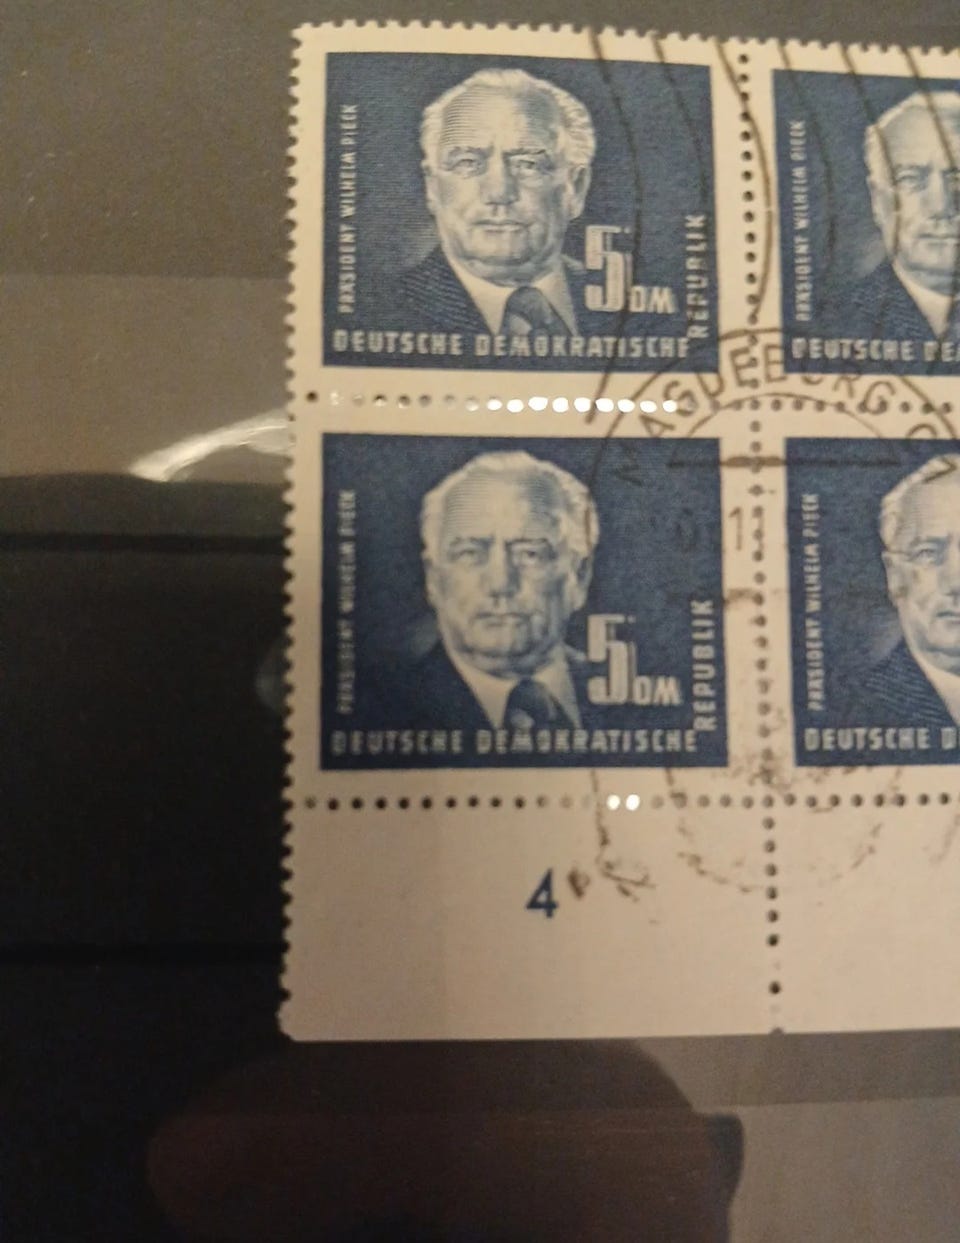 PRÄSIDENT WILHELM PIECK
5 DM
REPUBLIK
DEUTSCHE DEMOKRATISCHE
PRÄSIDENT WILHELM PIECK
DEUTSCHE DE
MAGDEBURG
PRÄSIDENT WILHELM PIECK
5 DM
REPUBLIK
DEUTSCHE DEMOKRATISCHE
PRÄSIDENT WILHELM PIECK
DEUTSCHE D
4